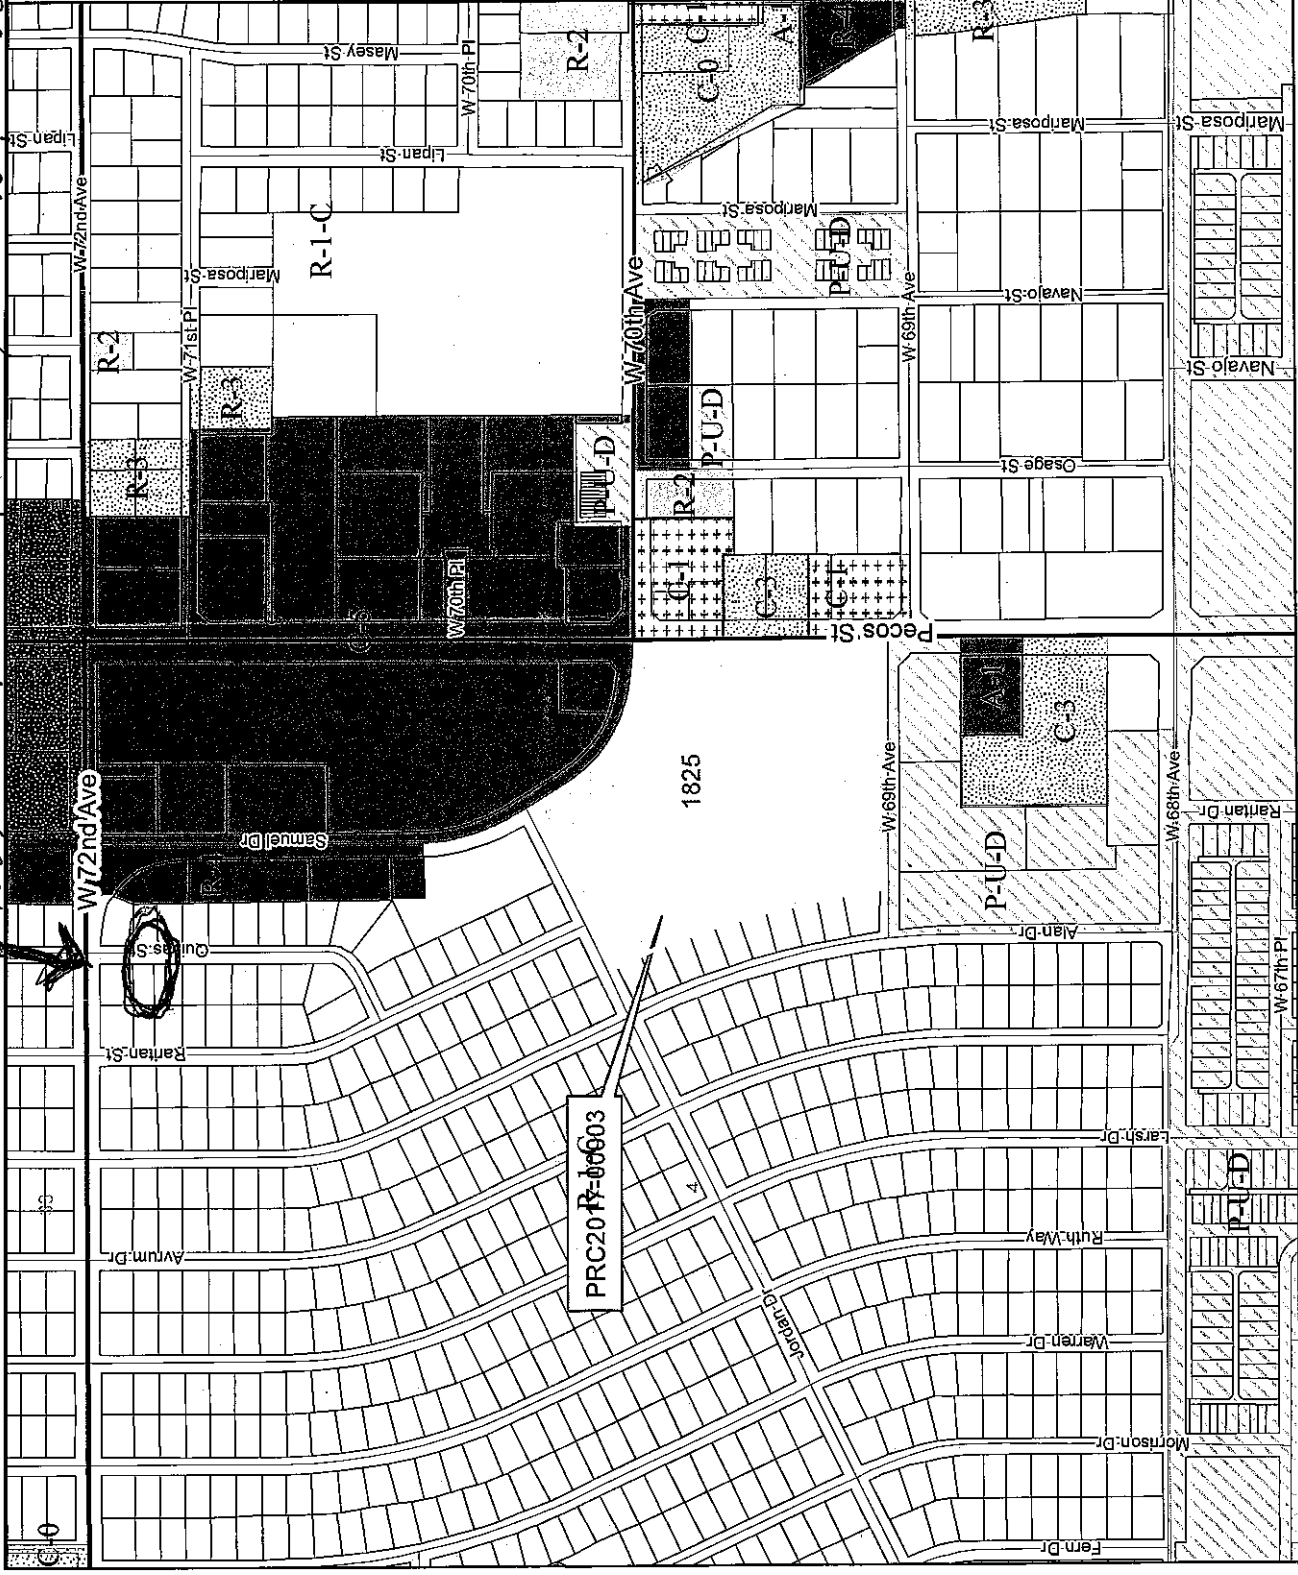 Masey St
W 70th Pl
R-2
C-1
A-1
R-4
C-0
R-3
Lipan St
W 72nd Ave
Lipan St
Mariposa St
Mariposa St
Mariposa St
R-1-C
Mariposa St
P-U-D
W 70th Ave
Navajo St
W 69th Ave
Navajo St
R-2
W 71st Pl
R-3
R-3
P-U-D
P-U-D
R-2
Osage St
W 70th Pl
C-1
C-3
C-1
Pecos St
1825
W 69th Ave
A-1
C-3
W 68th Ave
Raritan Dr
W 72nd Ave
Samuel Dr
P-U-D
Quivas St
Alan Dr
W 67th Pl
Raritan St
R-1-C
PRC2017-00003
4
Larsh Dr
P-U-D
33
Avrum Dr
Ruth Way
Jordan Dr
Warren Dr
Morrison Dr
C-0
Fern Dr